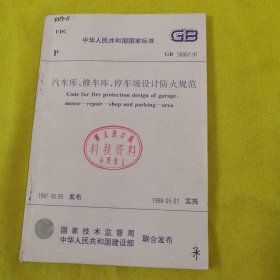 UDC
中华人民共和国国家标准
GB
P
GB 50067-97
汽车库、修车库、停车场设计防火规范
Code for fire protection design of garage,
motor-repair-shop and parking-area
科技资料
1997-10-05 发布
1998-05-01 实施
国家技术监督局
中华人民共和国建设部
联合发布